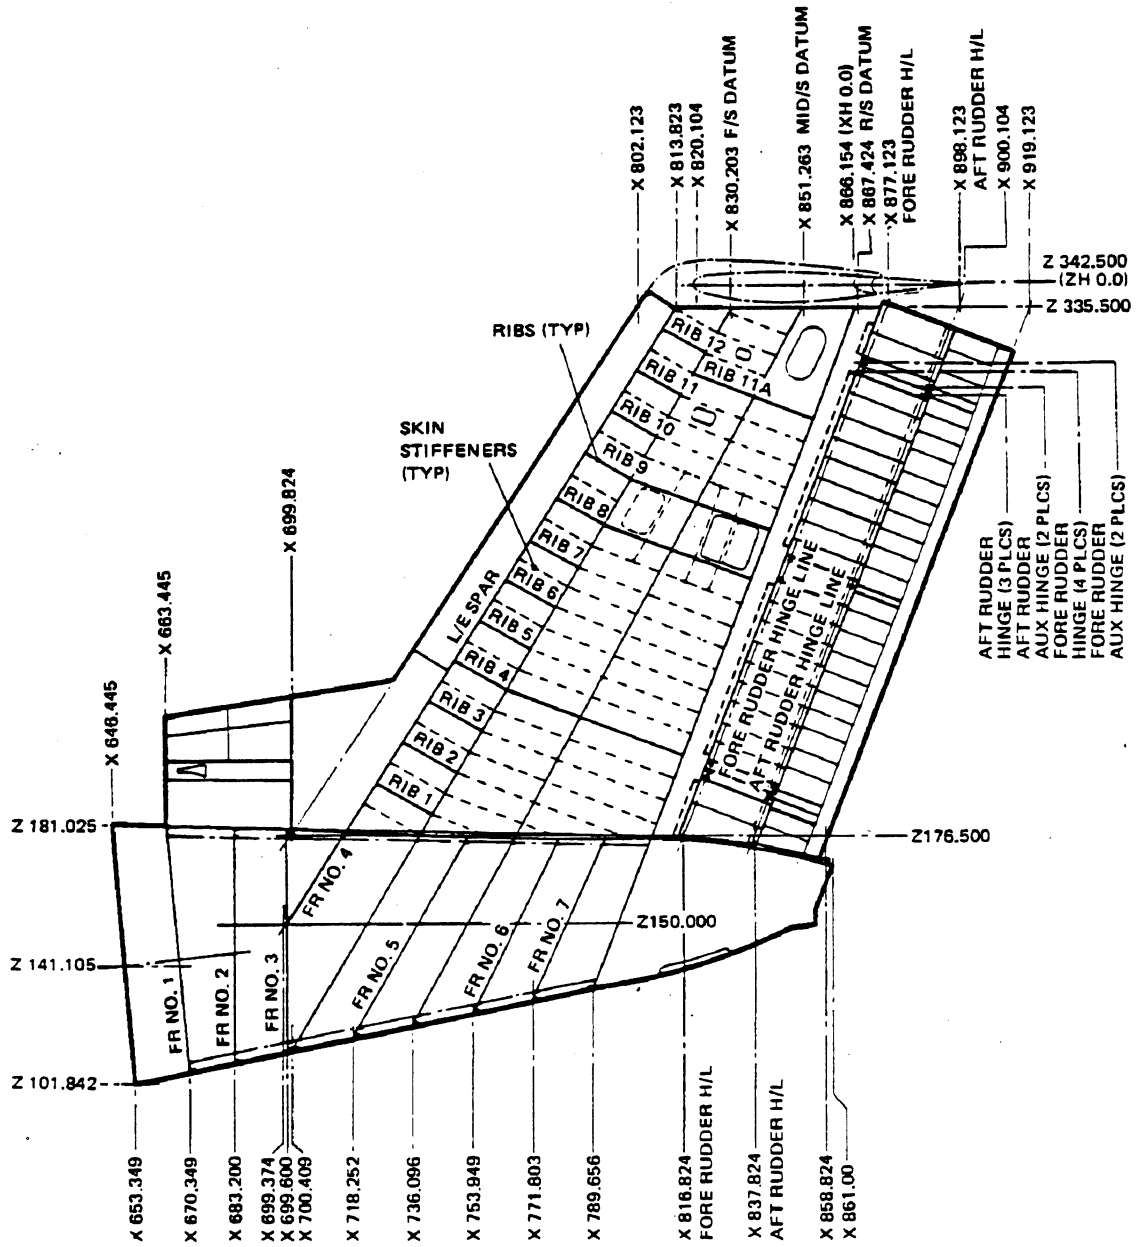 X 802.123
X 813.823
X 820.104
X 830.203 F/S DATUM
X 851.263 MID/S DATUM
X 866.154 (XH 0.0)
X 867.424 R/S DATUM
X 877.123
FORE RUDDER H/L
X 898.123
AFT RUDDER H/L
X 900.104
X 919.123
Z 342.500
(ZH 0.0)
Z 335.500
RIBS (TYP)
SKIN
STIFFENERS
(TYP)
X 699.824
X 663.445
X 646.445
RIB 12
RIB 11A
RIB 11
RIB 10
RIB 9
RIB 8
RIB 7
RIB 6
RIB 5
RIB 4
RIB 3
RIB 2
RIB 1
L/E SPAR
FORE RUDDER HINGE LINE
AFT RUDDER HINGE LINE
AFT RUDDER
HINGE (3 PLCS)
AFT RUDDER
AUX HINGE (2 PLCS)
FORE RUDDER
HINGE (4 PLCS)
FORE RUDDER
AUX HINGE (2 PLCS)
Z 181.025
Z176.500
Z150.000
Z 141.105
Z 101.842
FR NO. 1
FR NO. 2
FR NO. 3
FR NO. 4
FR NO. 5
FR NO. 6
FR NO. 7
X 653.349
X 670.349
X 683.200
X 699.374
X 699.600
X 700.409
X 718.252
X 736.096
X 753.949
X 771.803
X 789.656
X 816.824
FORE RUDDER H/L
X 837.824
AFT RUDDER H/L
X 858.824
X 861.00